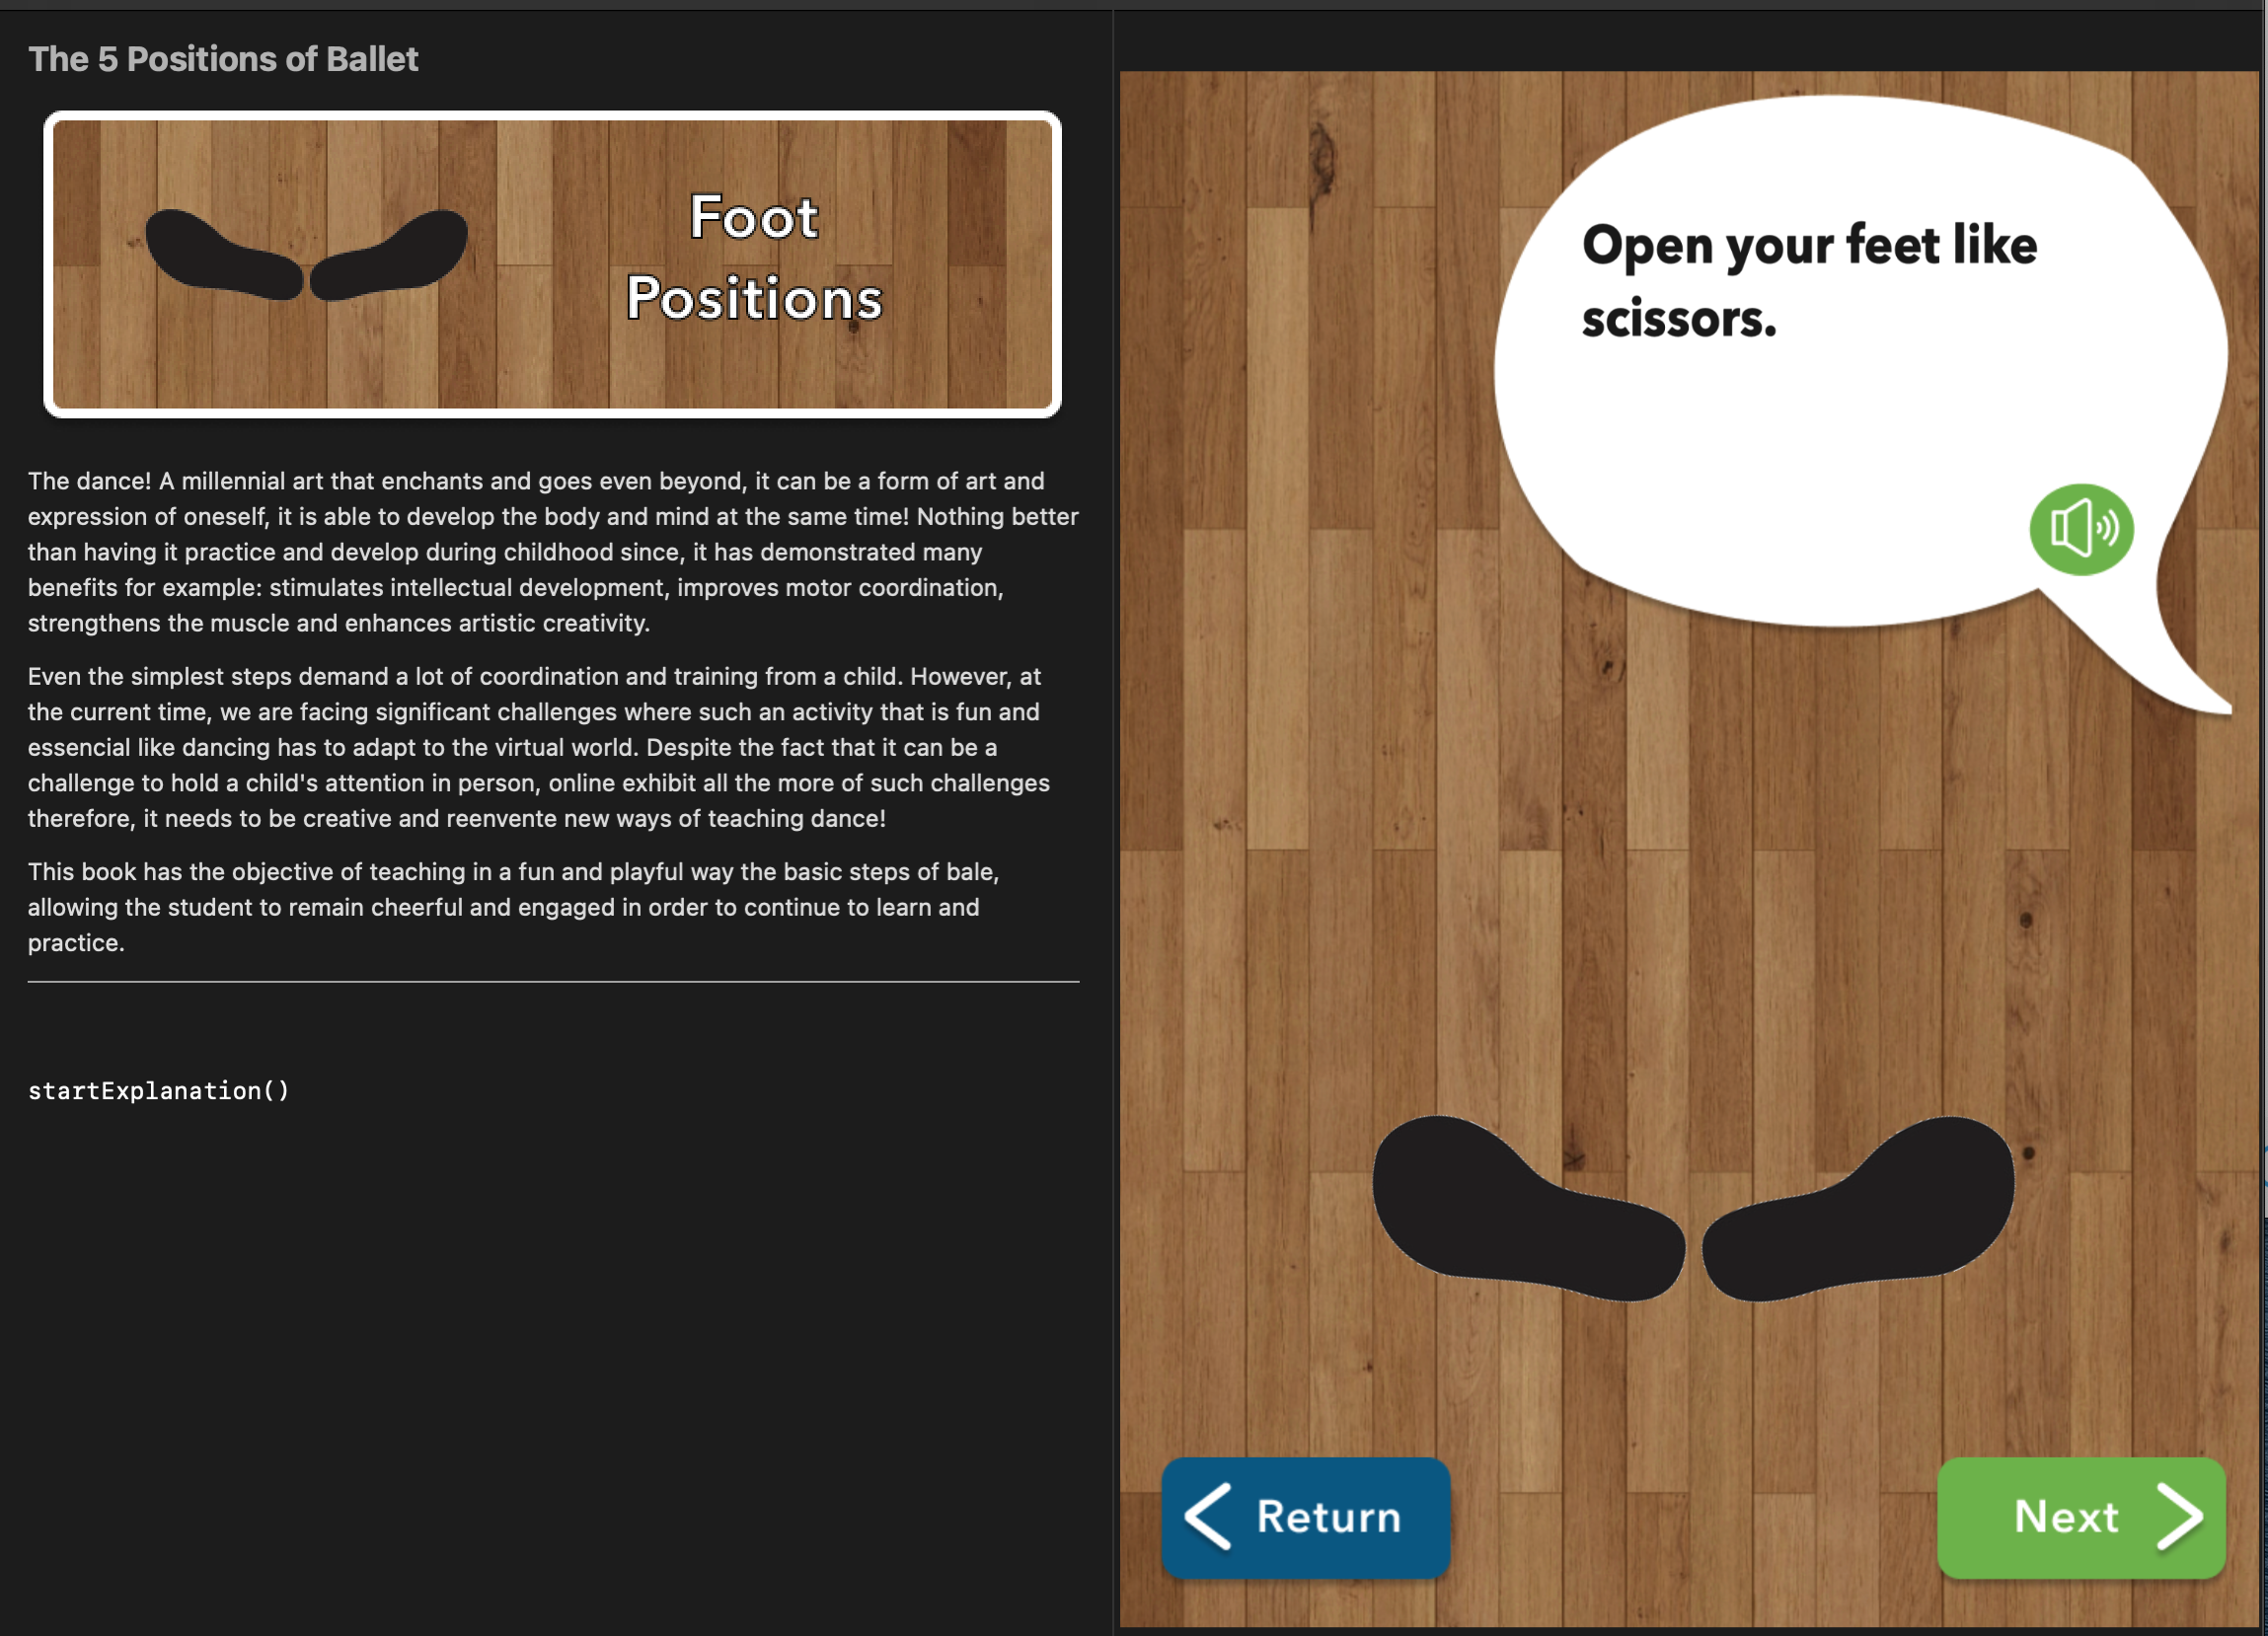 The 5 Positions of Ballet
Foot
Positions
The dance! A millennial art that enchants and goes even beyond, it can be a form of art and
expression of oneself, it is able to develop the body and mind at the same time! Nothing better
than having it practice and develop during childhood since, it has demonstrated many
benefits for example: stimulates intellectual development, improves motor coordination,
strengthens the muscle and enhances artistic creativity.
Even the simplest steps demand a lot of coordination and training from a child. However, at
the current time, we are facing significant challenges where such an activity that is fun and
essencial like dancing has to adapt to the virtual world. Despite the fact that it can be a
challenge to hold a child's attention in person, online exhibit all the more of such challenges
therefore, it needs to be creative and reenvente new ways of teaching dance!
This book has the objective of teaching in a fun and playful way the basic steps of bale,
allowing the student to remain cheerful and engaged in order to continue to learn and
practice.
startExplanation()
Open your feet like
scissors.
Return
Next